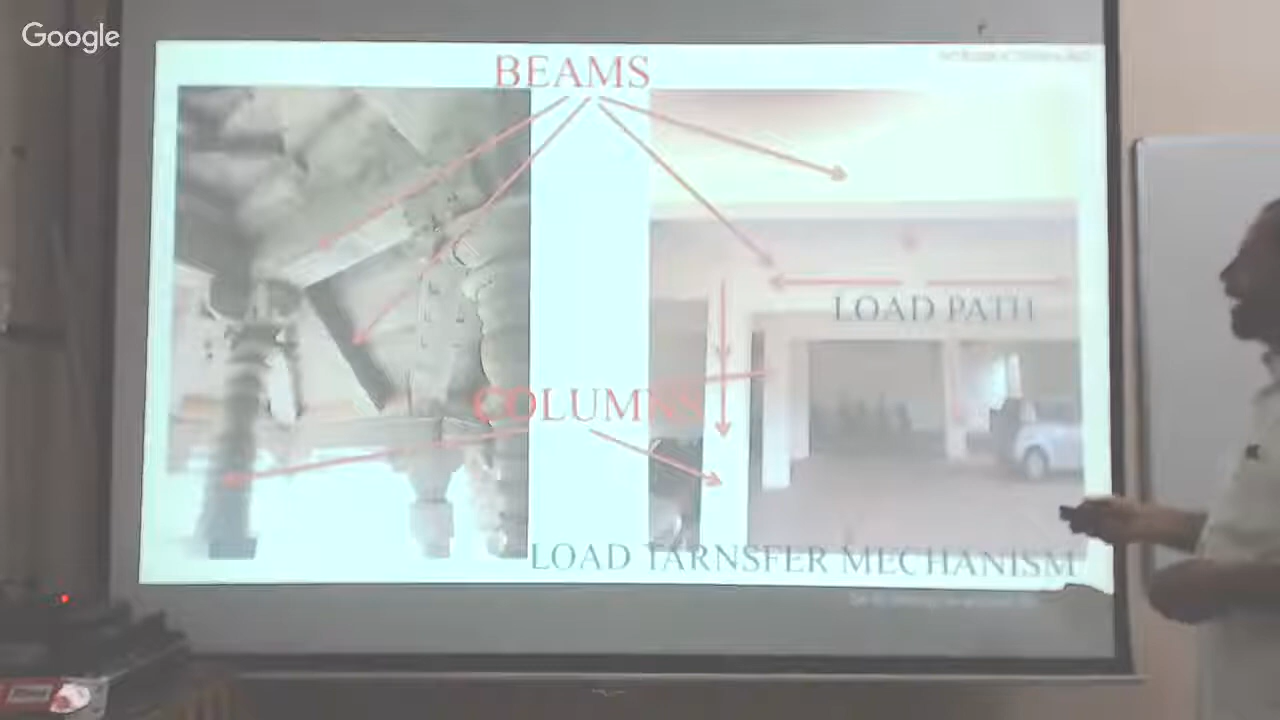 Google
BEAMS
LOAD PATH
COLUMNS
LOAD TARNSFER MECHANISM